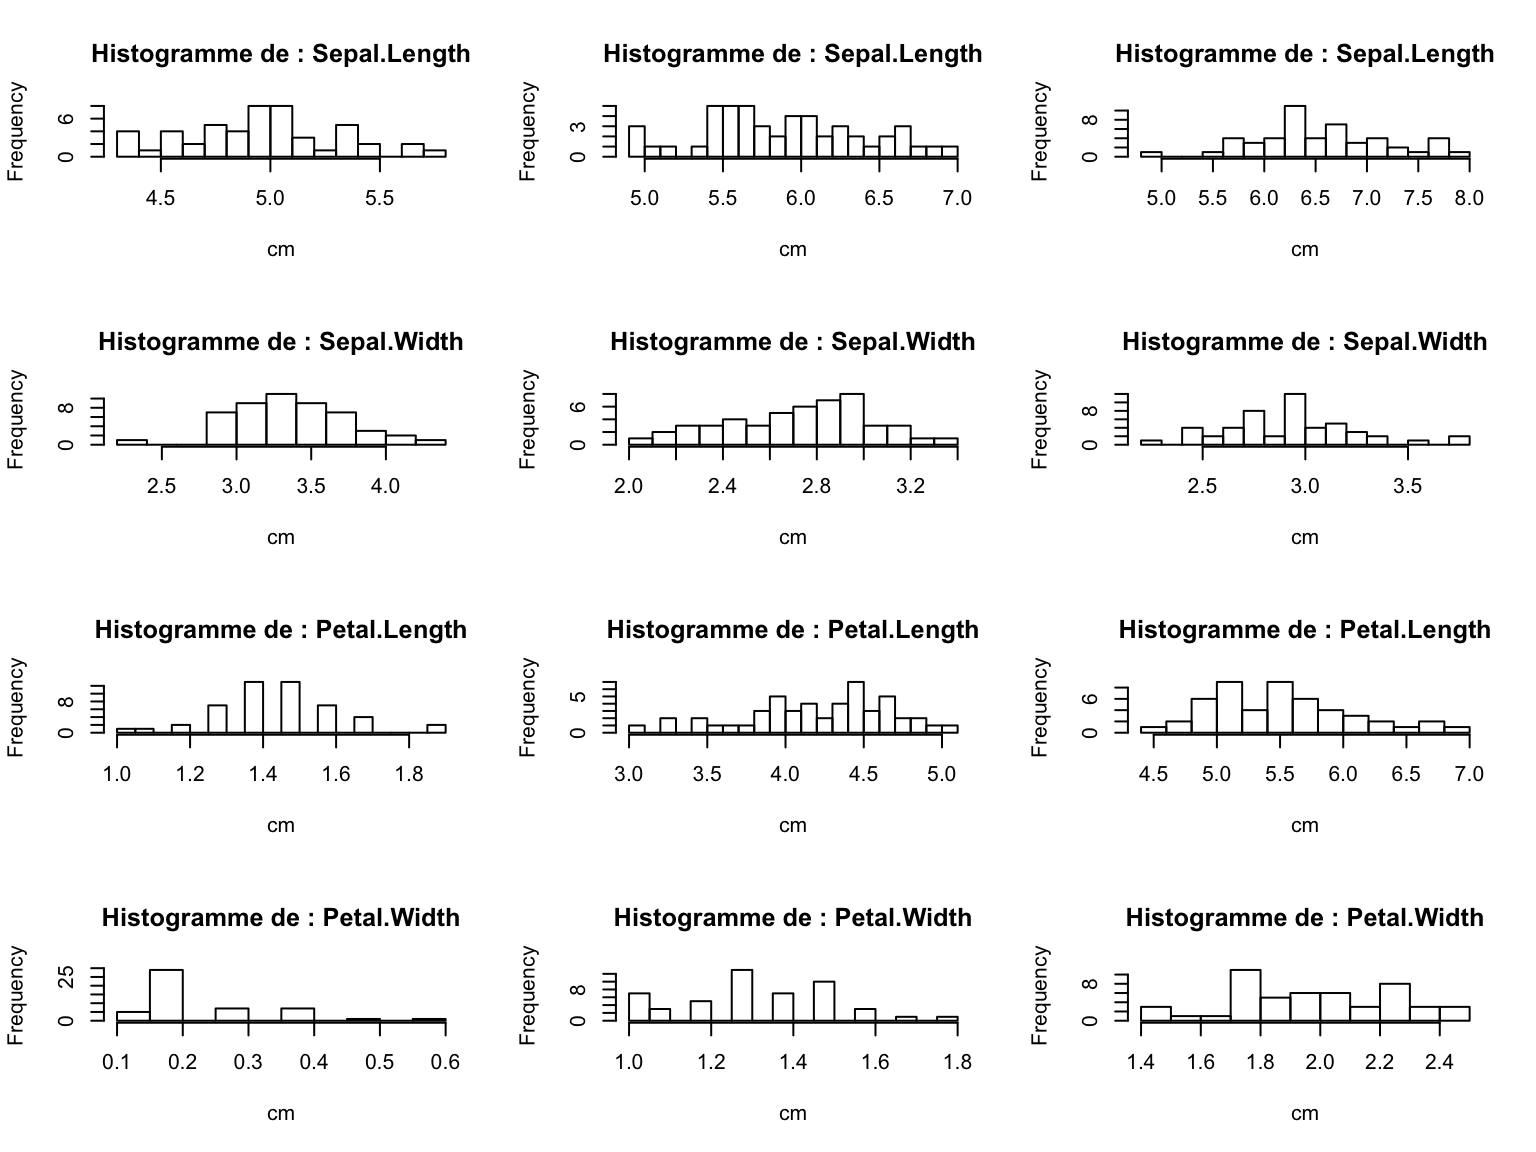 Histogramme de : Sepal.Length
Frequency
0 6
4.5 5.0 5.5
cm
Histogramme de : Sepal.Length
Frequency
0 3
5.0 5.5 6.0 6.5 7.0
cm
Histogramme de : Sepal.Length
Frequency
0 8
5.0 5.5 6.0 6.5 7.0 7.5 8.0
cm
Histogramme de : Sepal.Width
Frequency
0 8
2.5 3.0 3.5 4.0
cm
Histogramme de : Sepal.Width
Frequency
0 6
2.0 2.4 2.8 3.2
cm
Histogramme de : Sepal.Width
Frequency
0 8
2.5 3.0 3.5
cm
Histogramme de : Petal.Length
Frequency
0 8
1.0 1.2 1.4 1.6 1.8
cm
Histogramme de : Petal.Length
Frequency
0 5
3.0 3.5 4.0 4.5 5.0
cm
Histogramme de : Petal.Length
Frequency
0 6
4.5 5.0 5.5 6.0 6.5 7.0
cm
Histogramme de : Petal.Width
Frequency
0 25
0.1 0.2 0.3 0.4 0.5 0.6
cm
Histogramme de : Petal.Width
Frequency
0 8
1.0 1.2 1.4 1.6 1.8
cm
Histogramme de : Petal.Width
Frequency
0 8
1.4 1.6 1.8 2.0 2.2 2.4
cm